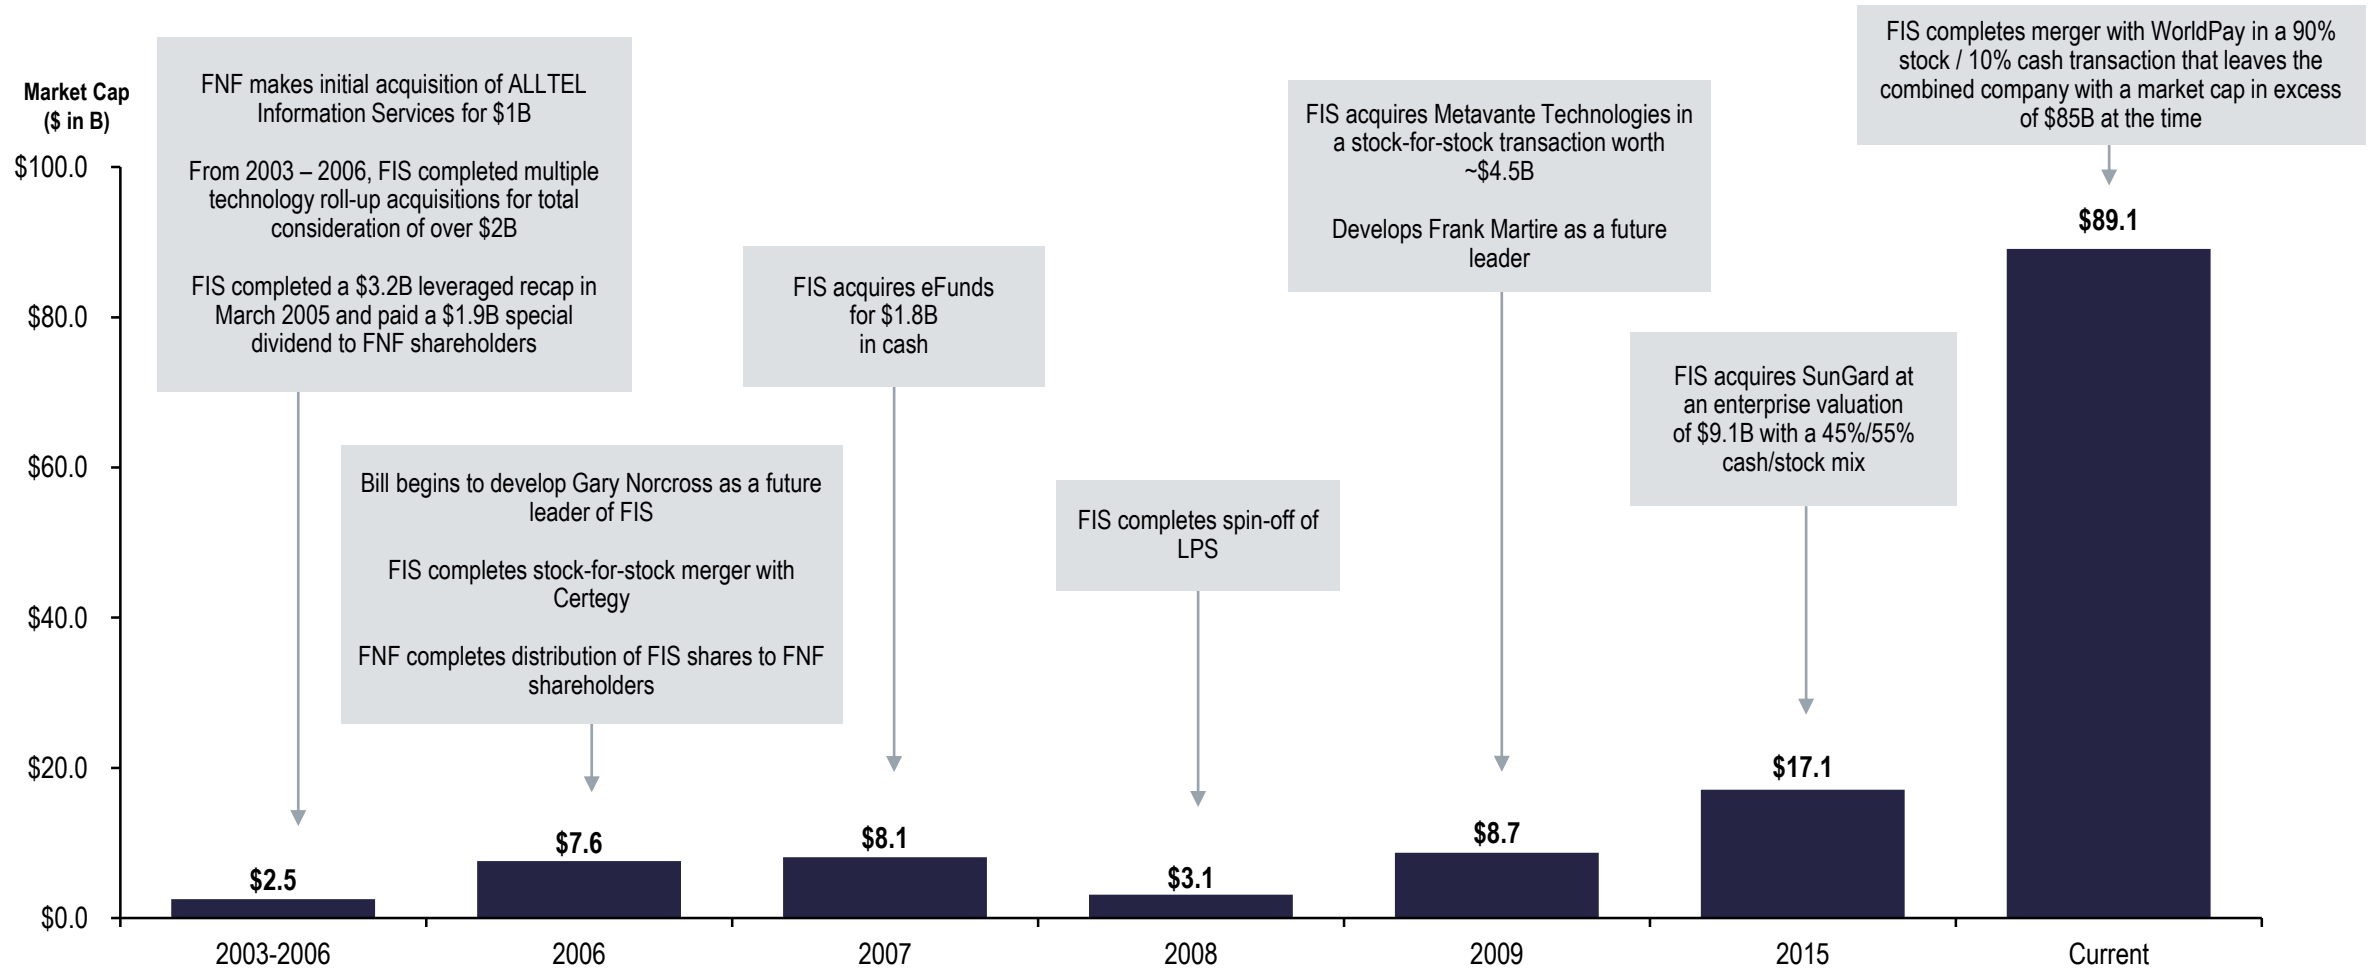 Market Cap
($ in B)
$100.0
$80.0
$60.0
$40.0
$20.0
$0.0
FNF makes initial acquisition of ALLTEL
Information Services for $1B
From 2003 – 2006, FIS completed multiple
technology roll-up acquisitions for total
consideration of over $2B
FIS completed a $3.2B leveraged recap in
March 2005 and paid a $1.9B special
dividend to FNF shareholders
Bill begins to develop Gary Norcross as a future
leader of FIS
FIS completes stock-for-stock merger with
Certegy
FNF completes distribution of FIS shares to FNF
shareholders
FIS acquires eFunds
for $1.8B
in cash
FIS completes spin-off of
LPS
FIS acquires Metavante Technologies in
a stock-for-stock transaction worth
~$4.5B
Develops Frank Martire as a future
leader
FIS acquires SunGard at
an enterprise valuation
of $9.1B with a 45%/55%
cash/stock mix
FIS completes merger with WorldPay in a 90%
stock / 10% cash transaction that leaves the
combined company with a market cap in excess
of $85B at the time
$2.5
$7.6
$8.1
$3.1
$8.7
$17.1
$89.1
2003-2006
2006
2007
2008
2009
2015
Current